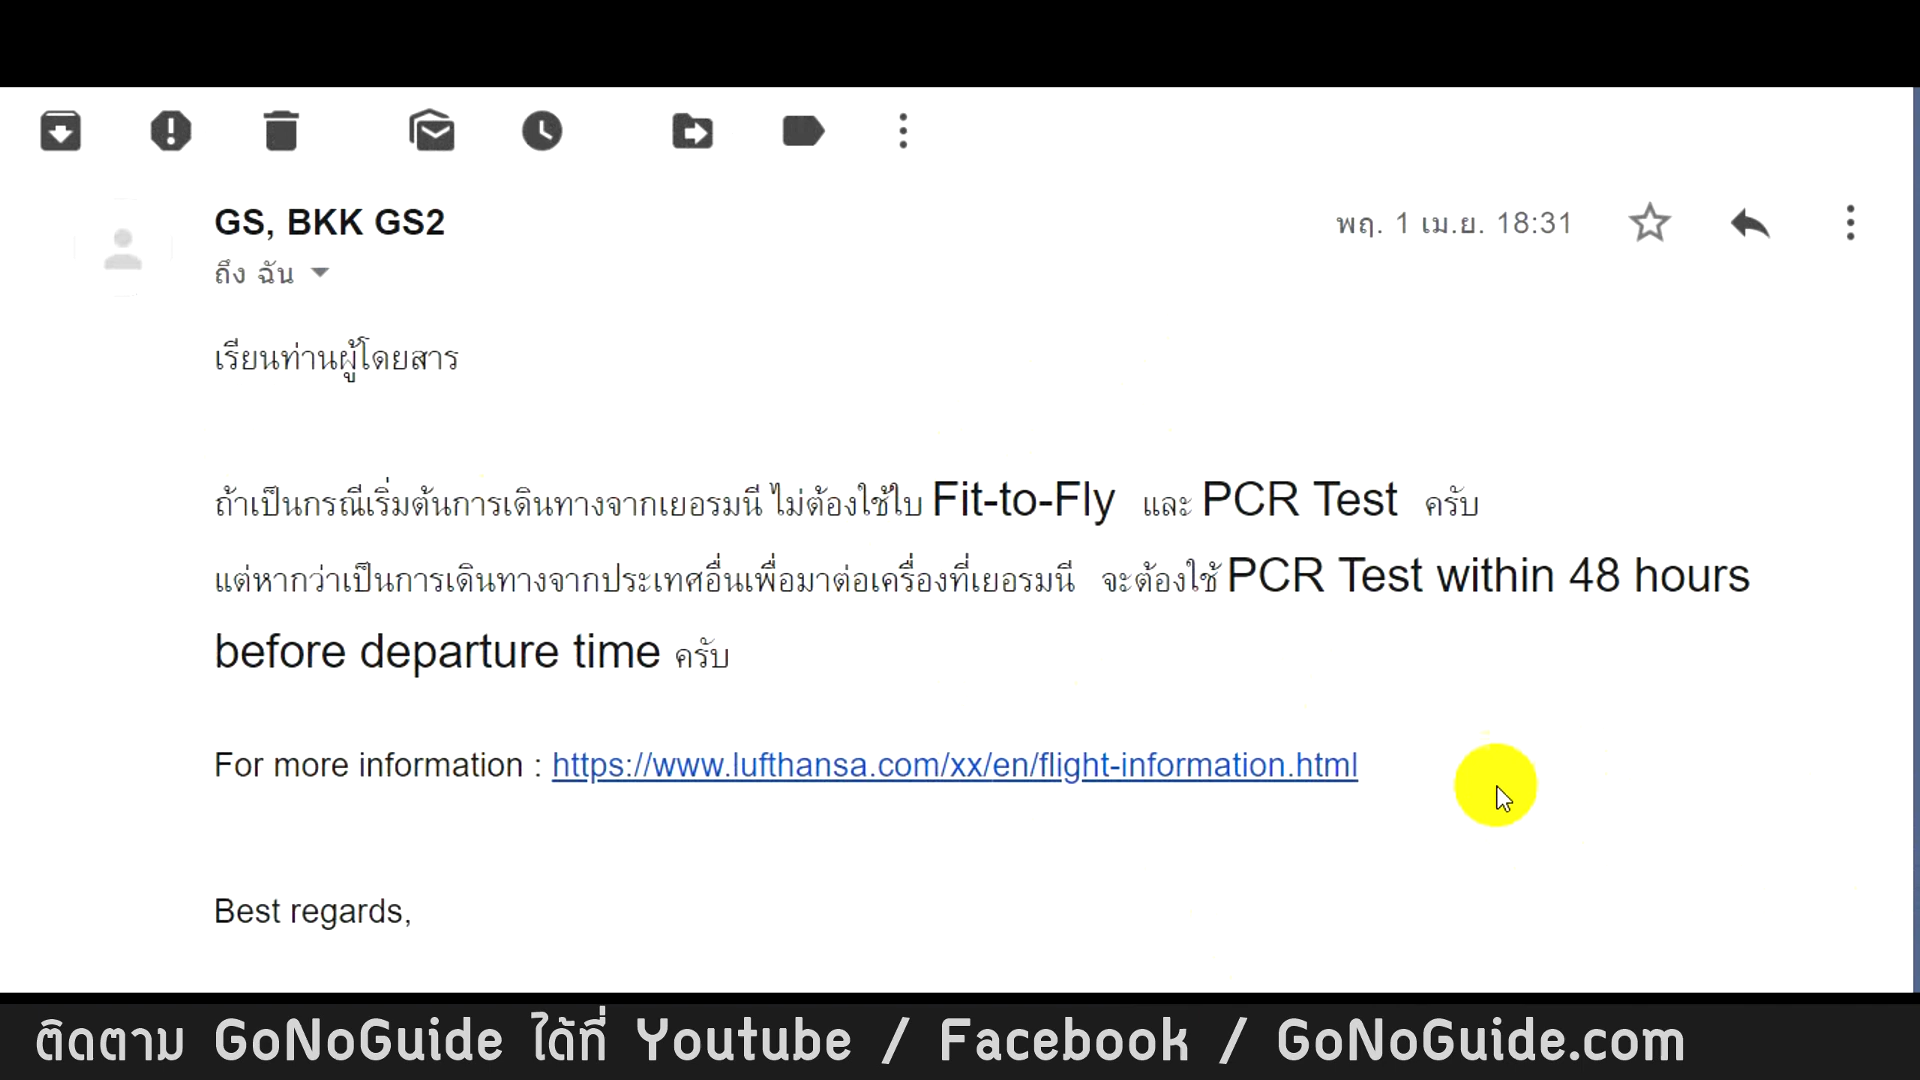 GS, BKK GS2
พฤ. 1 เม.ย. 18:31
ถึง ฉัน
เรียนท่านผู้โดยสาร
ถ้าเป็นกรณีเริ่มต้นการเดินทางจากเยอรมนี ไม่ต้องใช้ใบ Fit-to-Fly และ PCR Test ครับ
แต่หากว่าเป็นการเดินทางจากประเทศอื่นเพื่อมาต่อเครื่องที่เยอรมนี จะต้องใช้ PCR Test within 48 hours
before departure time ครับ
For more information : https://www.lufthansa.com/xx/en/flight-information.html
Best regards,
ติดตาม GoNoGuide ได้ที่ Youtube / Facebook / GoNoGuide.com